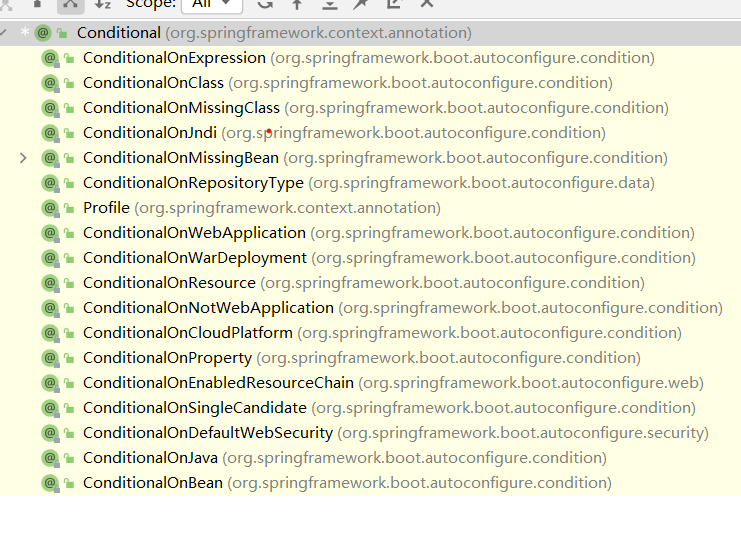 Scope: All
Conditional (org.springframework.context.annotation)
ConditionalOnExpression (org.springframework.boot.autoconfigure.condition)
ConditionalOnClass (org.springframework.boot.autoconfigure.condition)
ConditionalOnMissingClass (org.springframework.boot.autoconfigure.condition)
ConditionalOnJndi (org.springframework.boot.autoconfigure.condition)
ConditionalOnMissingBean (org.springframework.boot.autoconfigure.condition)
ConditionalOnRepositoryType (org.springframework.boot.autoconfigure.data)
Profile (org.springframework.context.annotation)
ConditionalOnWebApplication (org.springframework.boot.autoconfigure.condition)
ConditionalOnWarDeployment (org.springframework.boot.autoconfigure.condition)
ConditionalOnResource (org.springframework.boot.autoconfigure.condition)
ConditionalOnNotWebApplication (org.springframework.boot.autoconfigure.condition)
ConditionalOnCloudPlatform (org.springframework.boot.autoconfigure.condition)
ConditionalOnProperty (org.springframework.boot.autoconfigure.condition)
ConditionalOnEnabledResourceChain (org.springframework.boot.autoconfigure.web)
ConditionalOnSingleCandidate (org.springframework.boot.autoconfigure.condition)
ConditionalOnDefaultWebSecurity (org.springframework.boot.autoconfigure.security)
ConditionalOnJava (org.springframework.boot.autoconfigure.condition)
ConditionalOnBean (org.springframework.boot.autoconfigure.condition)